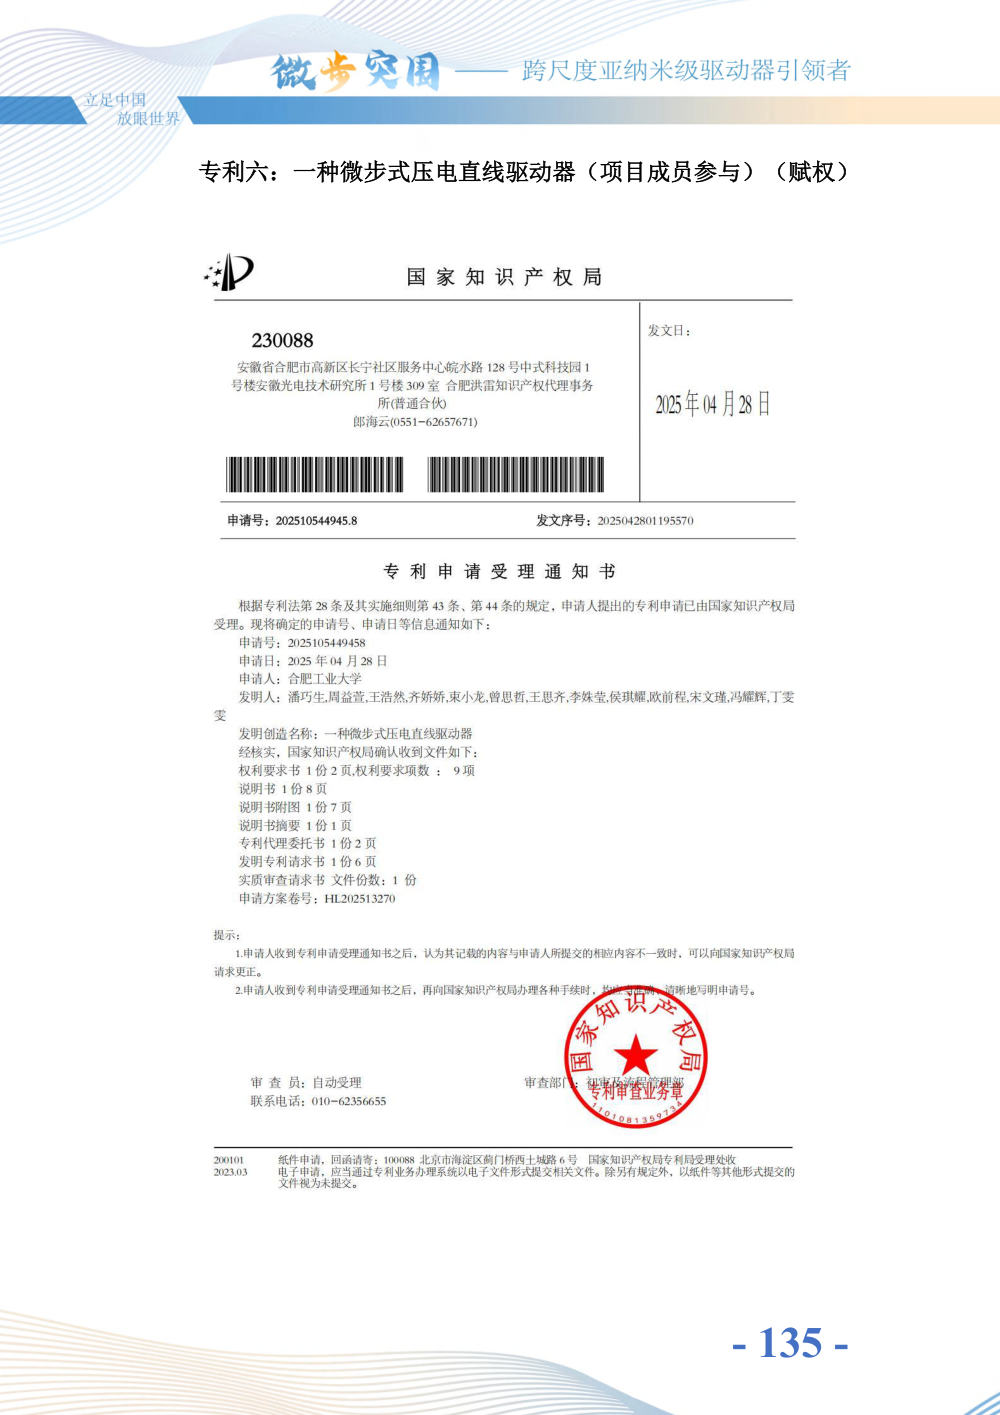 微步突围 —— 跨尺度亚纳米级驱动器引领者
立足中国
放眼世界
专利六：一种微步式压电直线驱动器（项目成员参与）（赋权）
国家知识产权局
230088
安徽省合肥市高新区长宁社区服务中心皖水路 128 号中式科技园 1
号楼安徽光电技术研究所 1 号楼 309 室 合肥洪雷知识产权代理事务
所(普通合伙)
郎海云(0551-62657671)
发文日：
2025 年 04 月 28 日
申请号：202510544945.8
发文序号：2025042801195570
专利申请受理通知书
根据专利法第 28 条及其实施细则第 43 条、第 44 条的规定，申请人提出的专利申请已由国家知识产权局
受理。现将确定的申请号、申请日等信息通知如下：
申请号：2025105449458
申请日：2025 年 04 月 28 日
申请人：合肥工业大学
发明人：潘巧生,周益萱,王浩然,齐娇娇,束小龙,曾思哲,王思齐,李姝莹,侯琪耀,欧前程,宋文瑾,冯耀辉,丁雯
雯
发明创造名称：一种微步式压电直线驱动器
经核实，国家知识产权局确认收到文件如下：
权利要求书 1 份 2 页,权利要求项数 ： 9 项
说明书 1 份 8 页
说明书附图 1 份 7 页
说明书摘要 1 份 1 页
专利代理委托书 1 份 2 页
发明专利请求书 1 份 6 页
实质审查请求书 文件份数：1 份
申请方案卷号：HL202513270
提示：
1.申请人收到专利申请受理通知书之后，认为其记载的内容与申请人所提交的相应内容不一致时，可以向国家知识产权局
请求更正。
2.申请人收到专利申请受理通知书之后，再向国家知识产权局办理各种手续时，均应当准确、清晰地写明申请号。
国家知识产权局
专利审查业务章
1101081359734
审 查 员：自动受理
审查部门：初审及流程管理部
联系电话：010-62356655
200101 纸件申请，回函请寄：100088 北京市海淀区蓟门桥西土城路 6 号 国家知识产权局专利局受理处收
2023.03 电子申请，应当通过专利业务办理系统以电子文件形式提交相关文件。除另有规定外，以纸件等其他形式提交的
文件视为未提交。
- 135 -